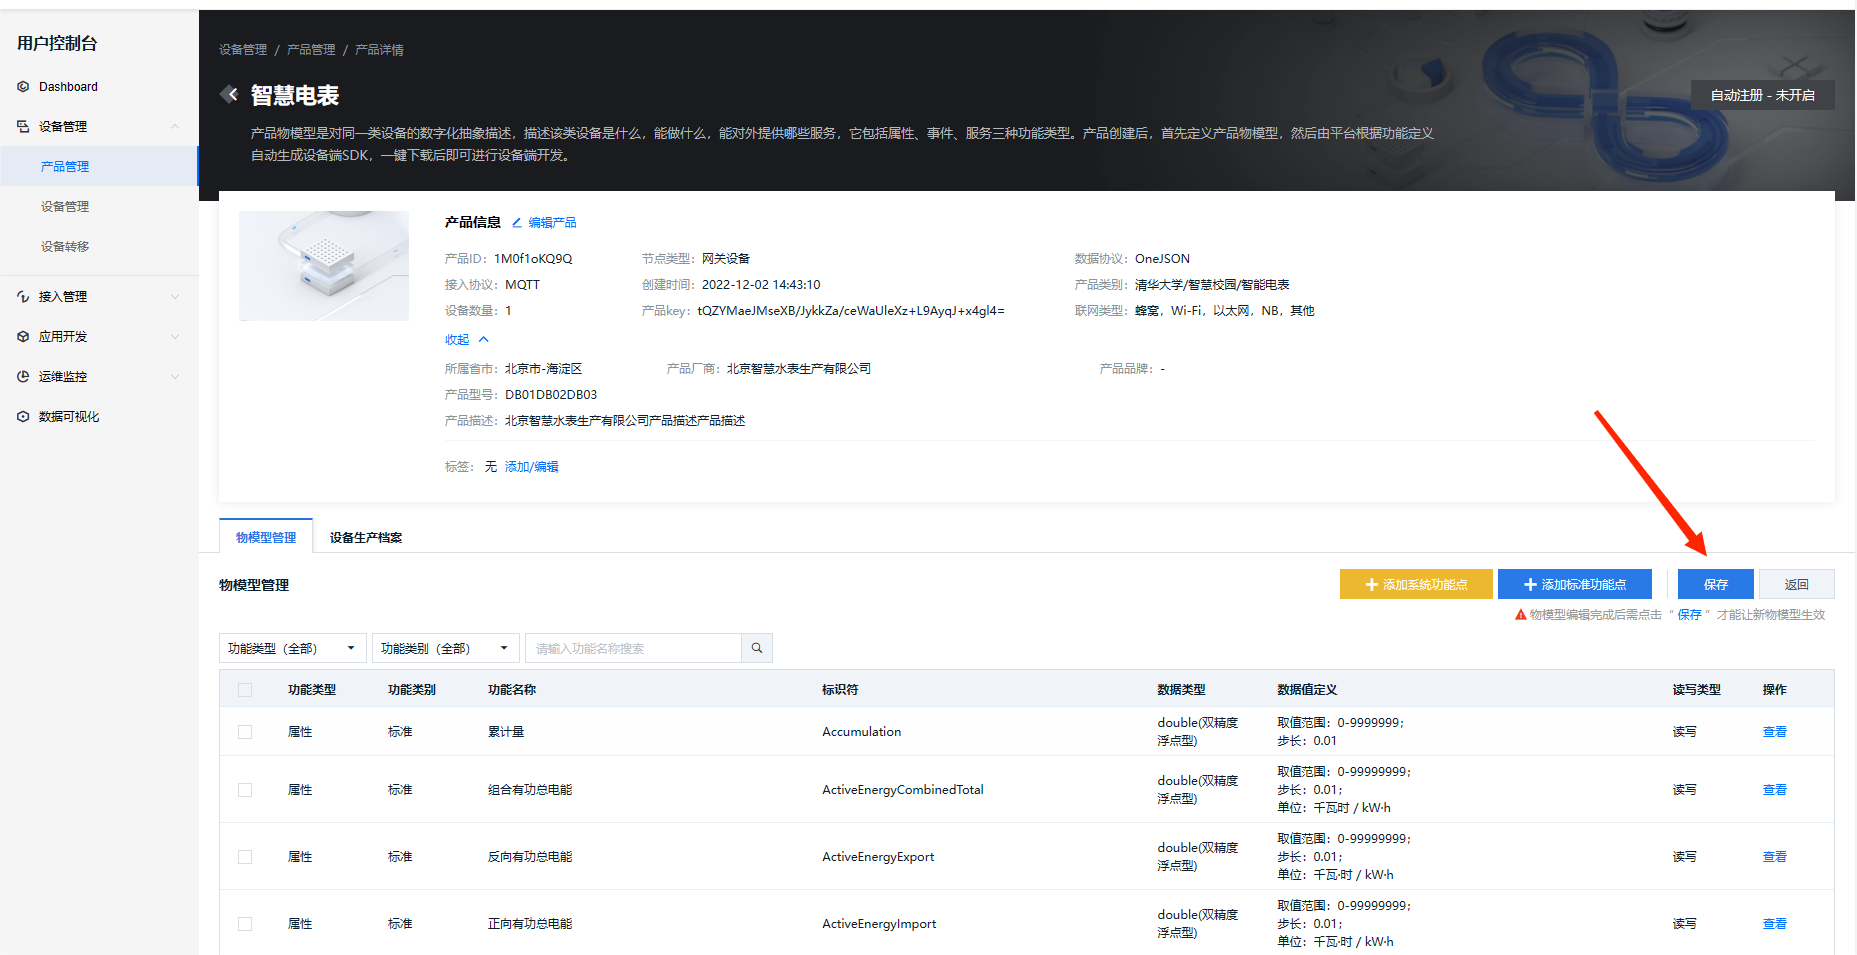 用户控制台
Dashboard
设备管理
产品管理
设备管理
设备转移
接入管理
应用开发
运维监控
数据可视化
设备管理 / 产品管理 / 产品详情
智慧电表
自动注册 - 未开启
产品物模型是对同一类设备的数字化抽象描述，描述该类设备是什么，能做什么，能对外提供哪些服务，它包括属性、事件、服务三种功能类型。产品创建后，首先定义产品物模型，然后由平台根据功能定义
自动生成设备端SDK，一键下载后即可进行设备端开发。
产品信息 编辑产品
产品ID： 1M0f1oKQ9Q 节点类型： 网关设备 数据协议： OneJSON
接入协议： MQTT 创建时间： 2022-12-02 14:43:10 产品类别： 清华大学/智慧校园/智能电表
设备数量： 1 产品key： tQZYMaeJMseXB/JykkZa/ceWaUleXz+L9AyqJ+x4gl4= 联网类型： 蜂窝，Wi-Fi，以太网，NB，其他
收起
所属省市： 北京市-海淀区 产品厂商： 北京智慧水表生产有限公司 产品品牌： -
产品型号： DB01DB02DB03
产品描述： 北京智慧水表生产有限公司产品描述产品描述
标签： 无 添加/编辑
物模型管理 设备生产档案
物模型管理 添加系统功能点 添加标准功能点 保存 返回
物模型编辑完成后需点击 “ 保存 ” 才能让新物模型生效
功能类型（全部） 功能类别（全部） 请输入功能名称搜索
功能类型 功能类别 功能名称 标识符 数据类型 数据值定义 读写类型 操作
属性 标准 累计量 Accumulation double(双精度浮点型) 取值范围：0-9999999； 步长：0.01 读写 查看
属性 标准 组合有功总电能 ActiveEnergyCombinedTotal double(双精度浮点型) 取值范围：0-99999999； 步长：0.01； 单位：千瓦时 / kW·h 读写 查看
属性 标准 反向有功总电能 ActiveEnergyExport double(双精度浮点型) 取值范围：0-99999999； 步长：0.01； 单位：千瓦·时 / kW·h 读写 查看
属性 标准 正向有功总电能 ActiveEnergyImport double(双精度浮点型) 取值范围：0-99999999； 步长：0.01； 单位：千瓦·时 / kW·h 读写 查看